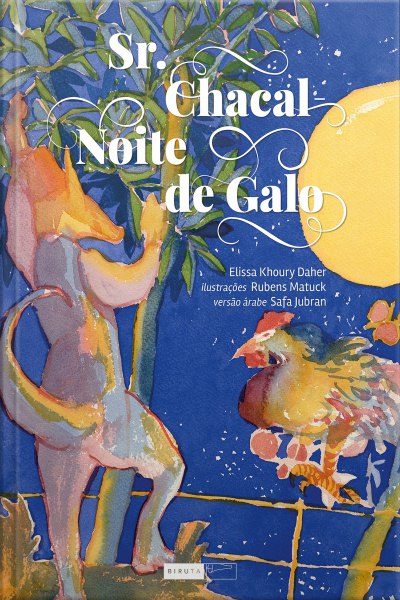 Sr.
Chacal
Noite
de Galo
Elissa Khoury Daher
ilustrações Rubens Matuck
versão árabe Safa Jubran
BIRUTA